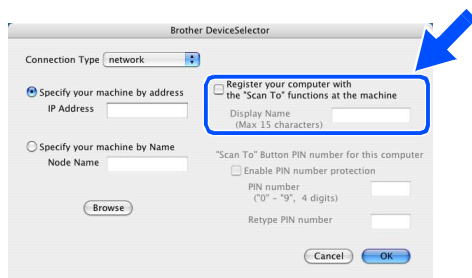 Brother DeviceSelector
Connection Type network
Specify your machine by address
IP Address
Specify your machine by Name
Node Name
Browse
Register your computer with
the "Scan To" functions at the machine
Display Name
(Max 15 characters)
"Scan To" Button PIN number for this computer
Enable PIN number protection
PIN number
("0" - "9", 4 digits)
Retype PIN number
Cancel OK